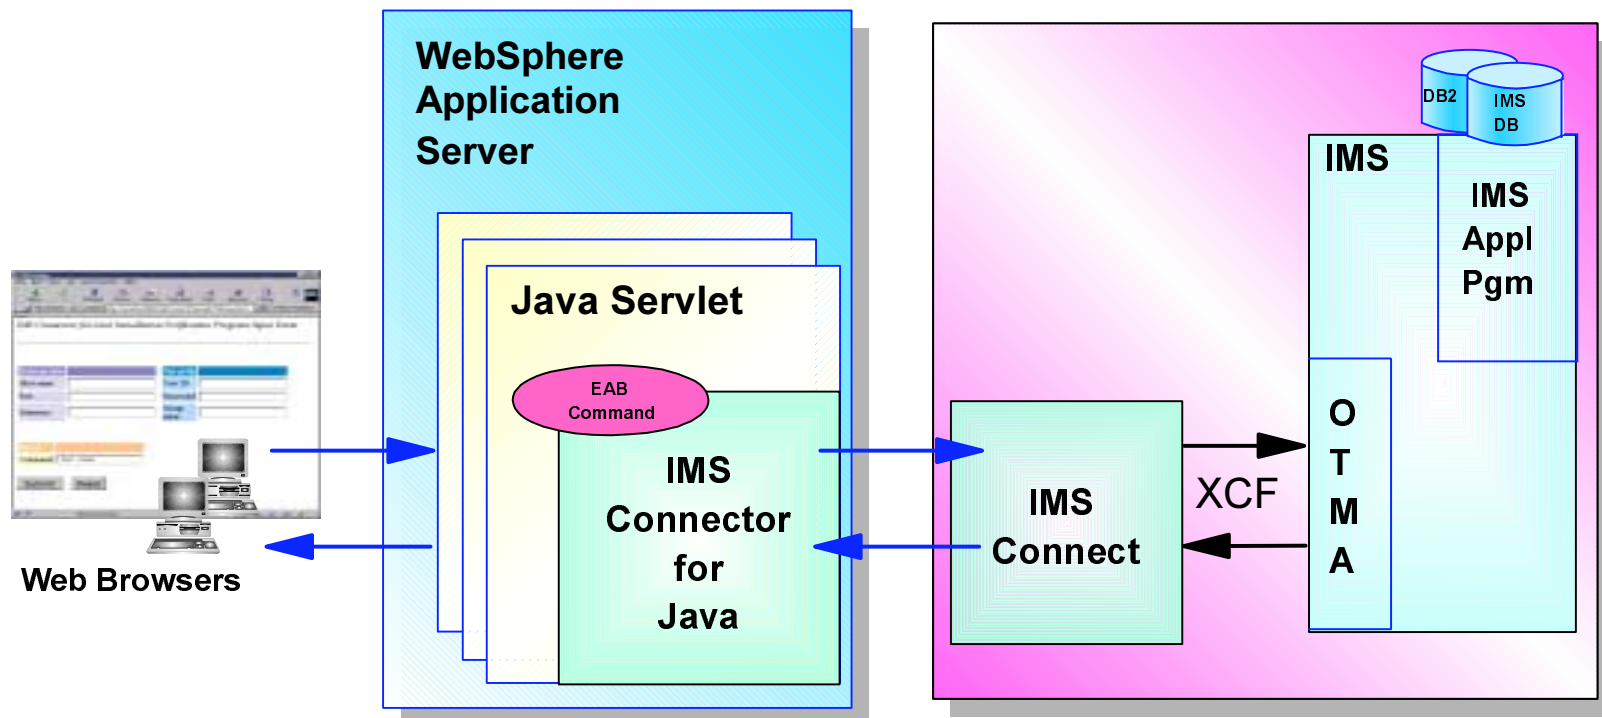 WebSphere
Application
Server
Java Servlet
EAB
Command
IMS
Connector
for
Java
Web Browsers
IMS
Connect
XCF
DB2
IMS
DB
IMS
IMS
Appl
Pgm
O
T
M
A